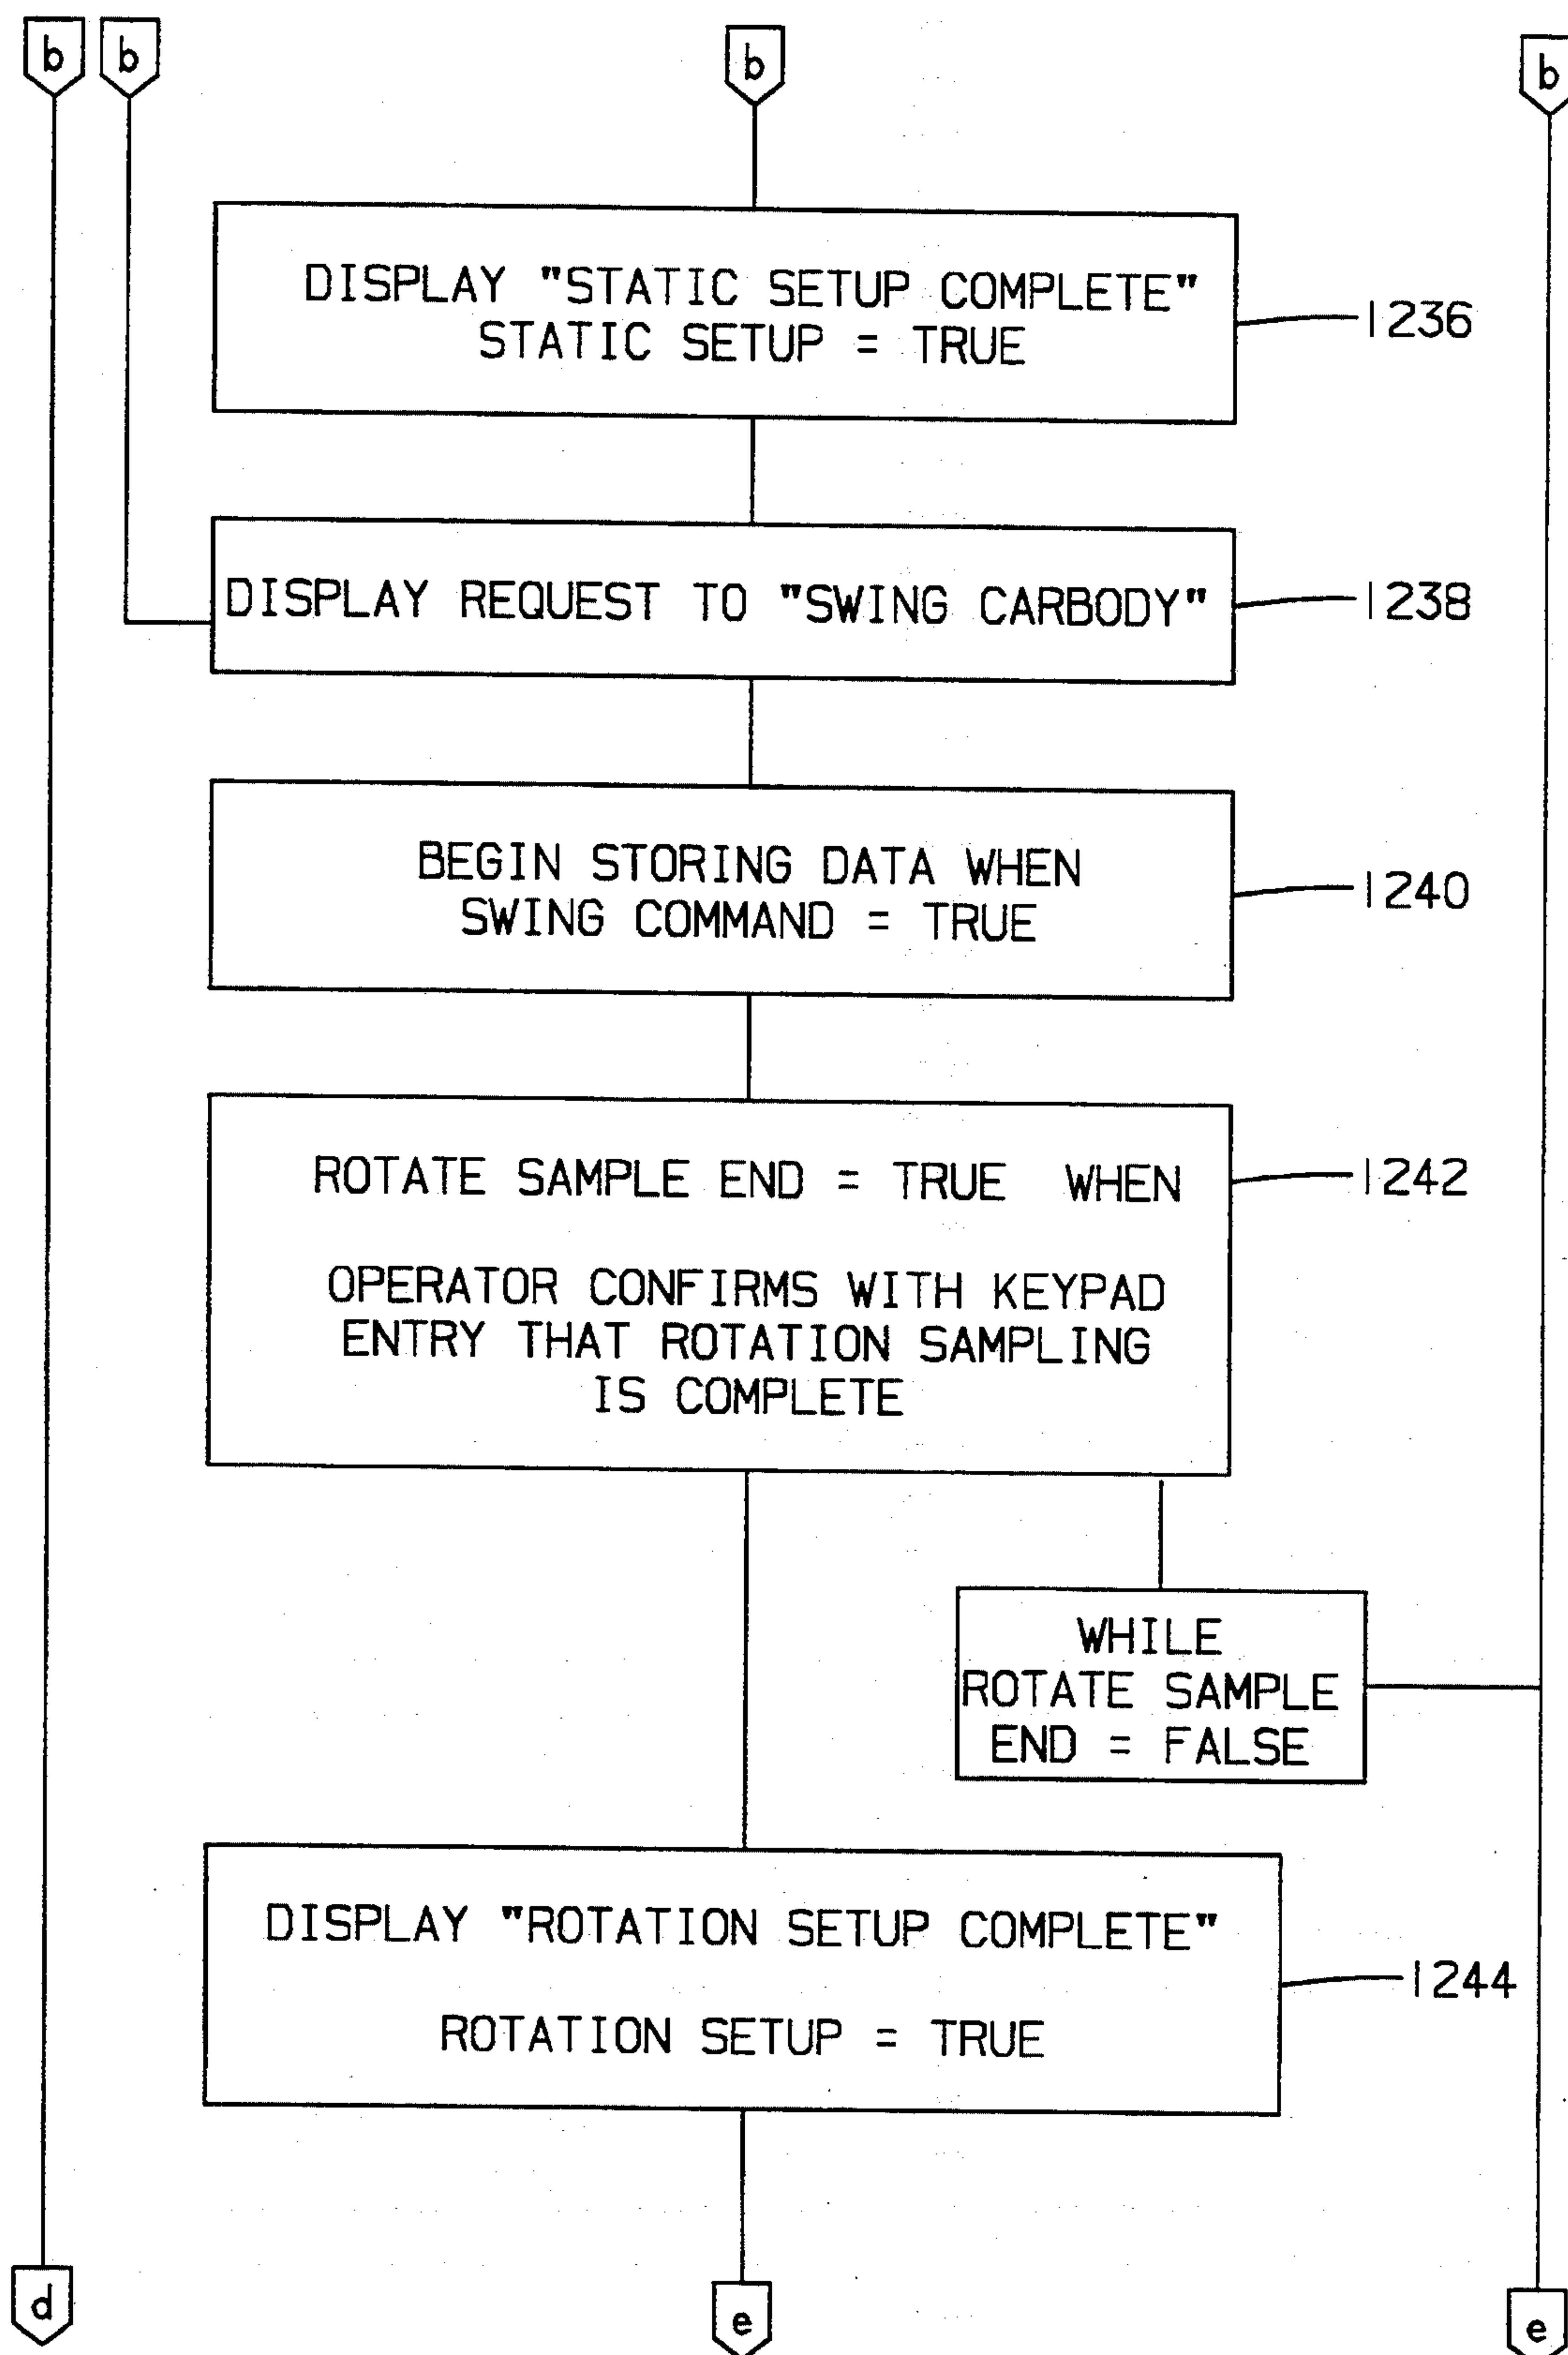 b b b b
DISPLAY "STATIC SETUP COMPLETE"
STATIC SETUP = TRUE
1236
DISPLAY REQUEST TO "SWING CARBODY"
1238
BEGIN STORING DATA WHEN
SWING COMMAND = TRUE
1240
ROTATE SAMPLE END = TRUE WHEN
1242
OPERATOR CONFIRMS WITH KEYPAD
ENTRY THAT ROTATION SAMPLING
IS COMPLETE
WHILE
ROTATE SAMPLE
END = FALSE
DISPLAY "ROTATION SETUP COMPLETE"
1244
ROTATION SETUP = TRUE
d e e